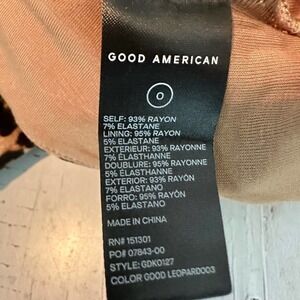 GOOD AMERICAN
0
SELF: 93% RAYON
7% ELASTANE
LINING: 95% RAYON
5% ELASTANE
EXTERIEUR: 93% RAYONNE
7% ÉLASTHANNE
DOUBLURE: 95% RAYONNE
5% ÉLASTHANNE
EXTERIOR: 93% RAYÓN
7% ELASTANO
FORRO: 95% RAYÓN
5% ELASTANO
MADE IN CHINA
RN# 151301
PO# 07843-00
STYLE: GDK0127
COLOR GOOD LEOPARD003